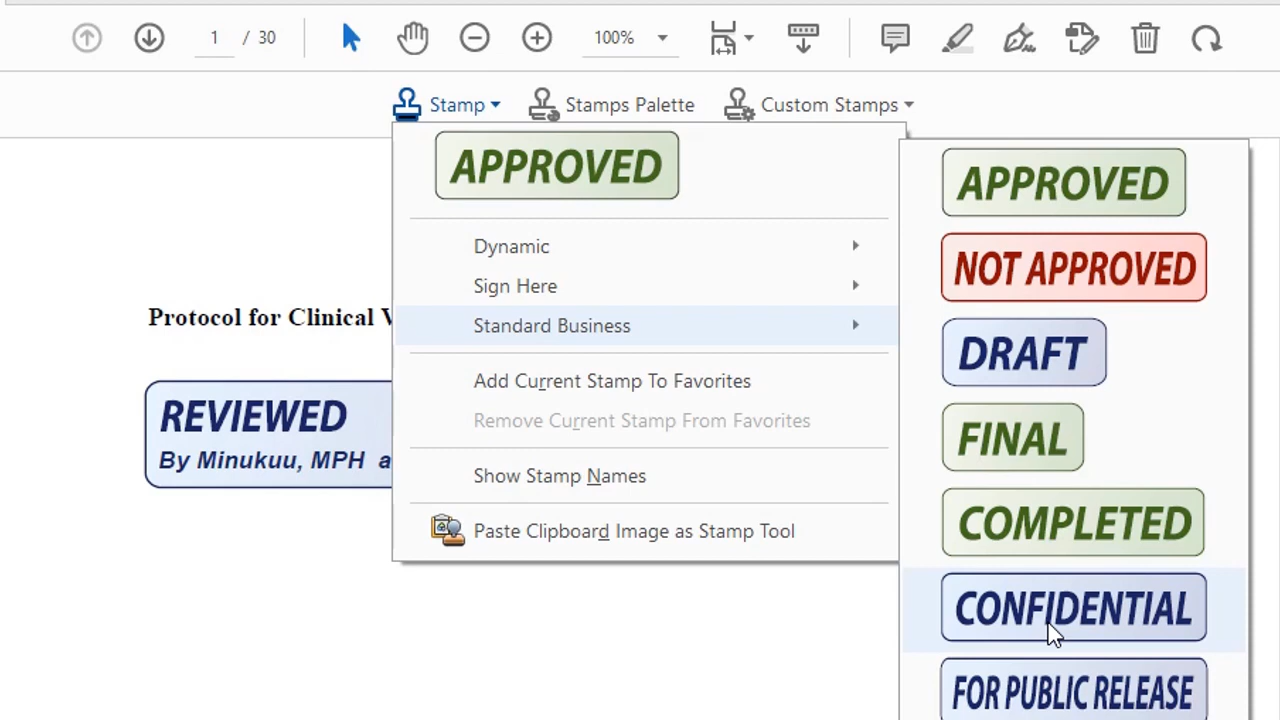 1 / 30 100%
Stamp Stamps Palette Custom Stamps
APPROVED
Dynamic
Sign Here
Standard Business
Add Current Stamp To Favorites
Remove Current Stamp From Favorites
Show Stamp Names
Paste Clipboard Image as Stamp Tool
APPROVED
NOT APPROVED
DRAFT
FINAL
COMPLETED
CONFIDENTIAL
FOR PUBLIC RELEASE
Protocol for Clinical
REVIEWED
By Minukuu, MPH a